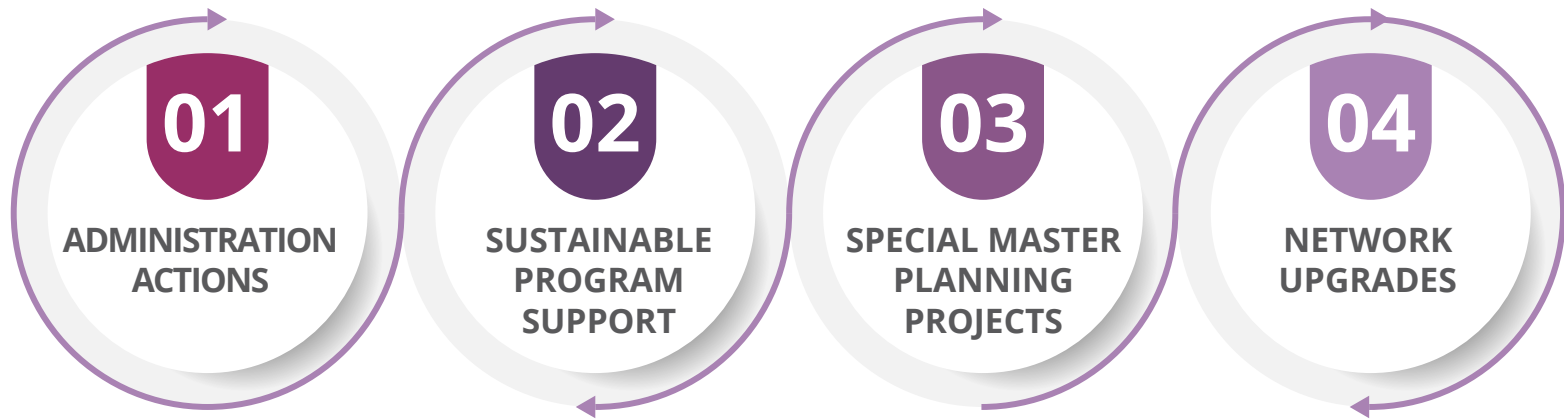 01
ADMINISTRATION
ACTIONS
02
SUSTAINABLE
PROGRAM
SUPPORT
03
SPECIAL MASTER
PLANNING
PROJECTS
04
NETWORK
UPGRADES